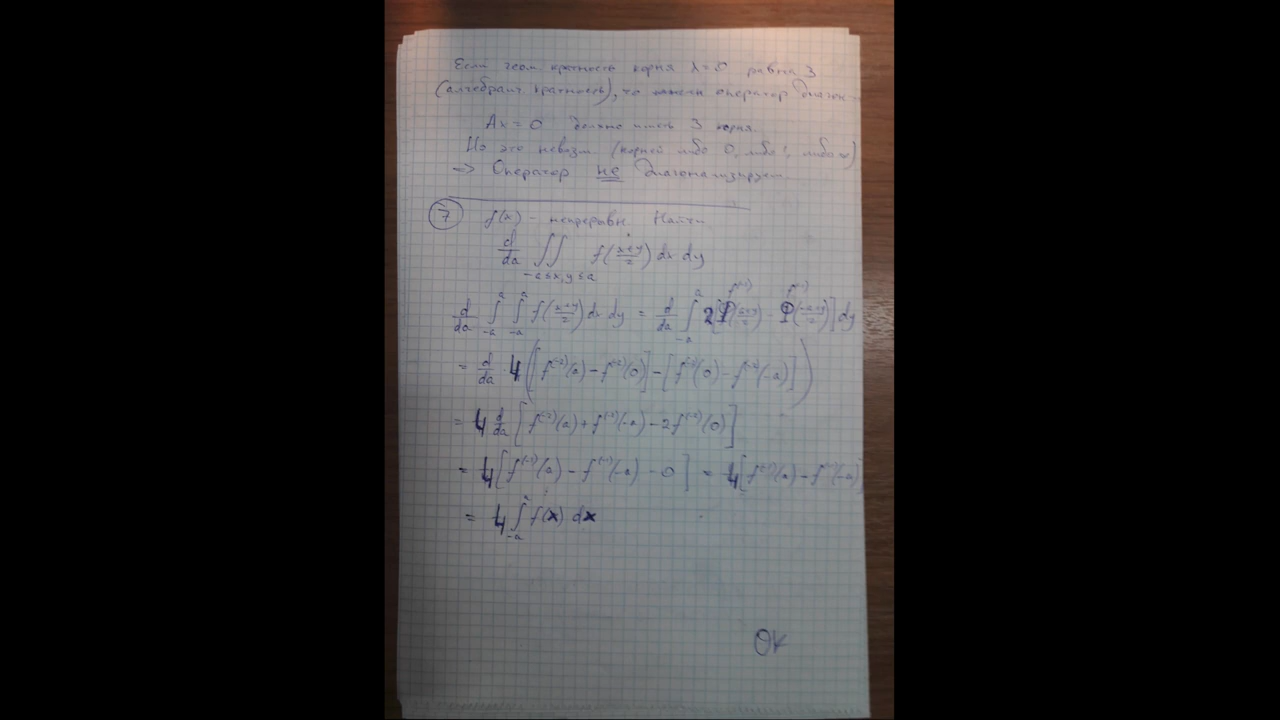 Если геом. кратность корня λ=0 равна 3
(алгебраич. кратность), то оператор диагон
Ax = 0 должно иметь 3 корня.
Но это невозм. (корней либо 0, либо 1, либо ∞)
=> Оператор не диагонализируем.
7 f(x) – непрерывн. Найти
d/da ∫∫_{-a≤x,y≤a} f((x+y)/2) dx dy
d/da ∫_{-a}^{a} ∫_{-a}^{a} f((x+y)/2) dx dy = d/da ∫_{-a}^{a} 2[Φ((a+y)/2) - Φ((-a+y)/2)] dy
f^{(-1)} f^{(-1)}
= d/da 4([f^{(-2)}(a) - f^{(-2)}(0)] - [f^{(-2)}(0) - f^{(-2)}(-a)])
= 4 d/da [f^{(-2)}(a) + f^{(-2)}(-a) - 2f^{(-2)}(0)]
= 4[f^{(-1)}(a) - f^{(-1)}(-a) - 0] = 4[f^{(-1)}(a) - f^{(-1)}(-a)]
= 4 ∫_{-a}^{a} f(x) dx
OK